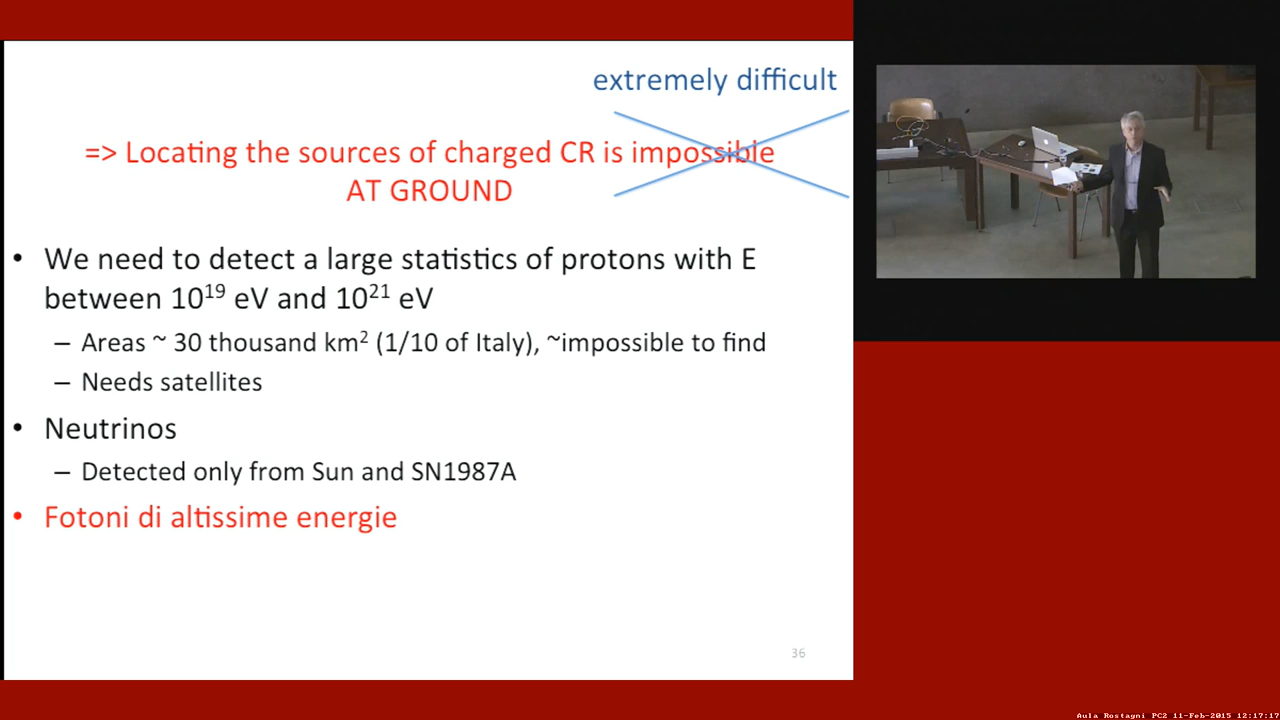 extremely difficult
=> Locating the sources of charged CR is impossible
AT GROUND
• We need to detect a large statistics of protons with E
between 10¹⁹ eV and 10²¹ eV
– Areas ~ 30 thousand km² (1/10 of Italy), ~impossible to find
– Needs satellites
• Neutrinos
– Detected only from Sun and SN1987A
• Fotoni di altissime energie
36
Aula Rostagni PC2 11-Feb-2015 12:17:17